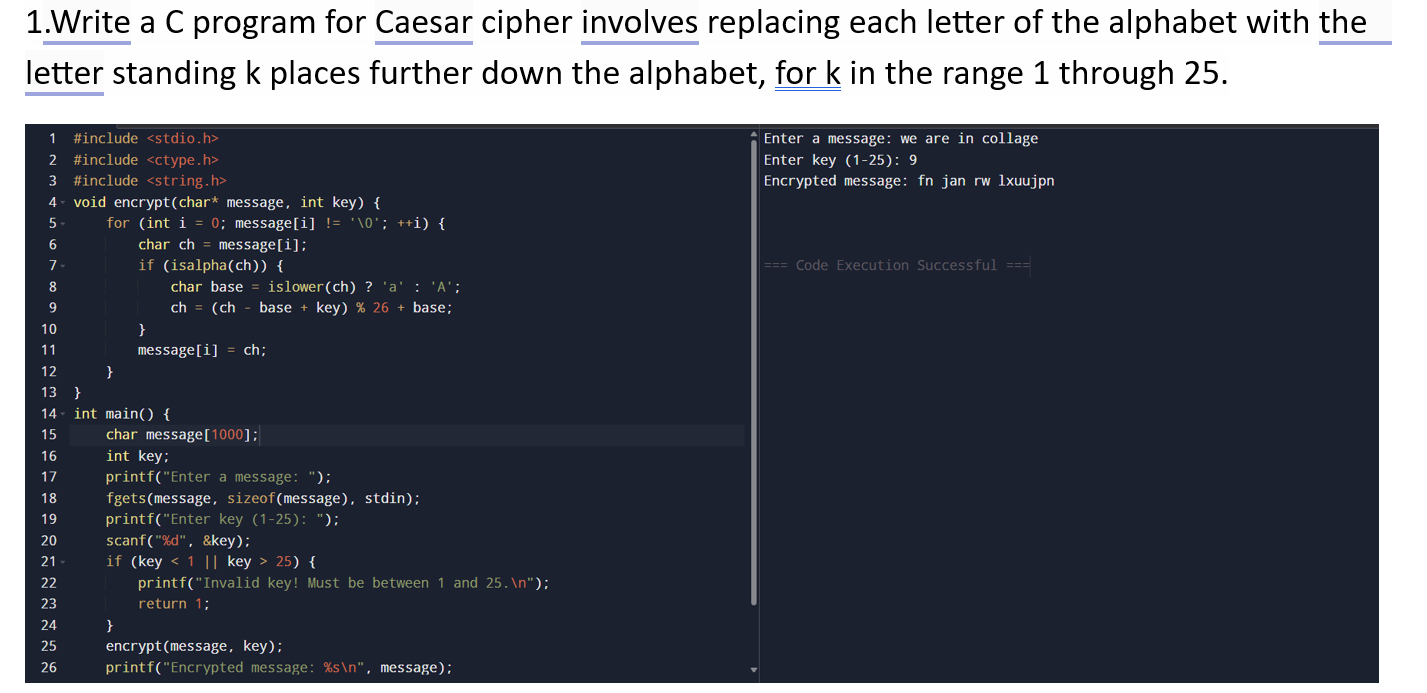 1.Write a C program for Caesar cipher involves replacing each letter of the alphabet with the
letter standing k places further down the alphabet, for k in the range 1 through 25.
1 #include <stdio.h>
2 #include <ctype.h>
3 #include <string.h>
4 void encrypt(char* message, int key) {
5     for (int i = 0; message[i] != '\0'; ++i) {
6         char ch = message[i];
7         if (isalpha(ch)) {
8             char base = islower(ch) ? 'a' : 'A';
9             ch = (ch - base + key) % 26 + base;
10         }
11         message[i] = ch;
12     }
13 }
14 int main() {
15     char message[1000];
16     int key;
17     printf("Enter a message: ");
18     fgets(message, sizeof(message), stdin);
19     printf("Enter key (1-25): ");
20     scanf("%d", &key);
21     if (key < 1 || key > 25) {
22         printf("Invalid key! Must be between 1 and 25.\n");
23         return 1;
24     }
25     encrypt(message, key);
26     printf("Encrypted message: %s\n", message);
Enter a message: we are in collage
Enter key (1-25): 9
Encrypted message: fn jan rw lxuujpn
=== Code Execution Successful ===